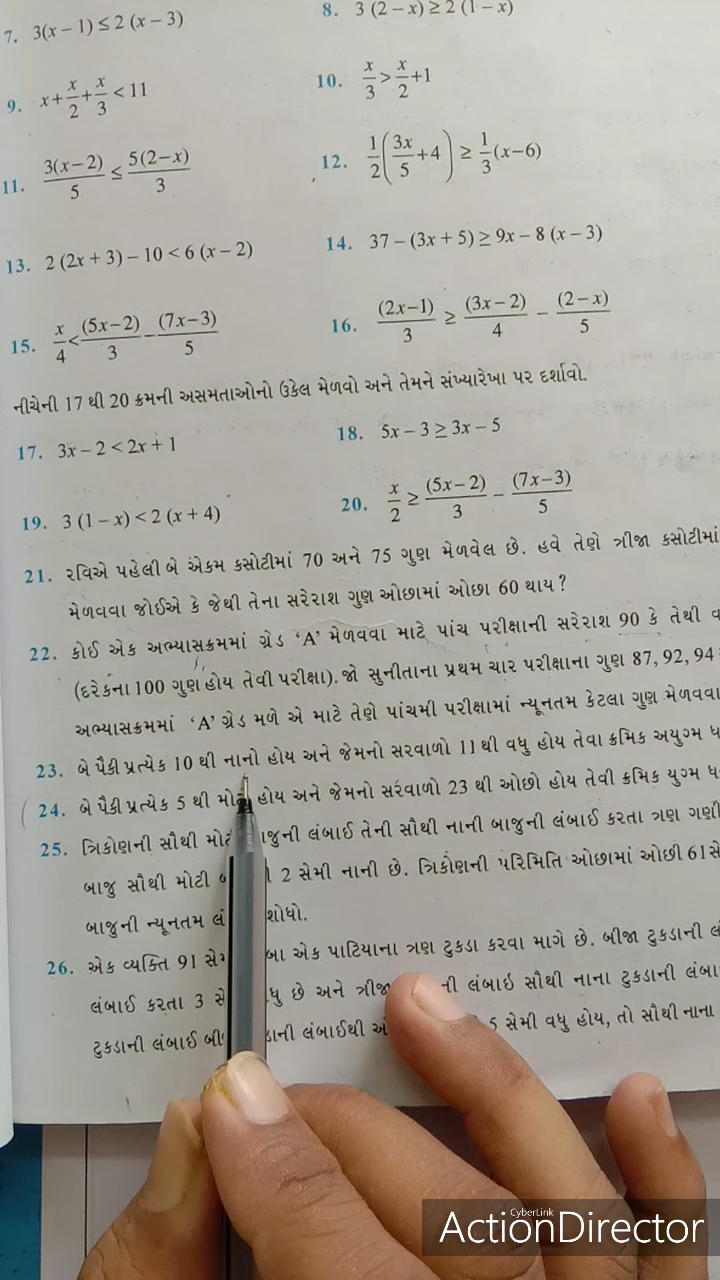 7. 3(x – 1) ≤ 2 (x – 3)
8. 3 (2 – x) ≥ 2 (1 – x)
9. x+x/2+x/3 < 11
10. x/3 > x/2 +1
11. 3(x–2)/5 ≤ 5(2–x)/3
12. 1/2(3x/5 +4) ≥ 1/3(x–6)
13. 2 (2x + 3) – 10 < 6 (x – 2)
14. 37 – (3x + 5) ≥ 9x – 8 (x – 3)
15. x/4 < (5x–2)/3 – (7x–3)/5
16. (2x–1)/3 ≥ (3x–2)/4 – (2–x)/5
નીચેની 17 થી 20 ક્રમની અસમતાઓનો ઉકેલ મેળવો અને તેમને સંખ્યારેખા પર દર્શાવો.
17. 3x – 2 < 2x + 1
18. 5x – 3 ≥ 3x – 5
19. 3 (1 – x) < 2 (x + 4)
20. x/2 ≥ (5x–2)/3 – (7x–3)/5
21. રવિએ પહેલી બે એકમ કસોટીમાં 70 અને 75 ગુણ મેળવેલ છે. હવે તેણે ત્રીજા કસોટીમાં
મેળવવા જોઈએ કે જેથી તેના સરેરાશ ગુણ ઓછામાં ઓછા 60 થાય ?
22. કોઈ એક અભ્યાસક્રમમાં ગ્રેડ ‘A’ મેળવવા માટે પાંચ પરીક્ષાની સરેરાશ 90 કે તેથી
(દરેકના 100 ગુણ હોય તેવી પરીક્ષા). જો સુનીતાના પ્રથમ ચાર પરીક્ષાના ગુણ 87, 92, 94
અભ્યાસક્રમમાં ‘A’ ગ્રેડ મળે એ માટે તેણે પાંચમી પરીક્ષામાં ન્યૂનતમ કેટલા ગુણ મેળવવા
23. બે પૈકી પ્રત્યેક 10 થી નાનો હોય અને જેમનો સરવાળો 11 થી વધુ હોય તેવા ક્રમિક અયુગ્મ
24. બે પૈકી પ્રત્યેક 5 થી હોય અને જેમનો સરવાળો 23 થી ઓછો હોય તેવી ક્રમિક યુગ્મ
25. ત્રિકોણની સૌથી લંબાઈ તેની સૌથી નાની બાજુની લંબાઈ કરતા ત્રણ ગણી
બાજુ સૌથી મોટી 2 સેમી નાની છે. ત્રિકોણની પરિમિતિ ઓછામાં ઓછી 61 સે
બાજુની ન્યૂનતમ શોધો.
26. એક વ્યક્તિ 91 એક પાટિયાના ત્રણ ટુકડા કરવા માગે છે. બીજા ટુકડાની
લંબાઈ કરતા 3 છે અને ત્રીજા લંબાઈ સૌથી નાના ટુકડાની
ટુકડાની લંબાઈ લંબાઈથી 5 સેમી વધુ હોય, તો સૌથી નાના
CyberLink
ActionDirector